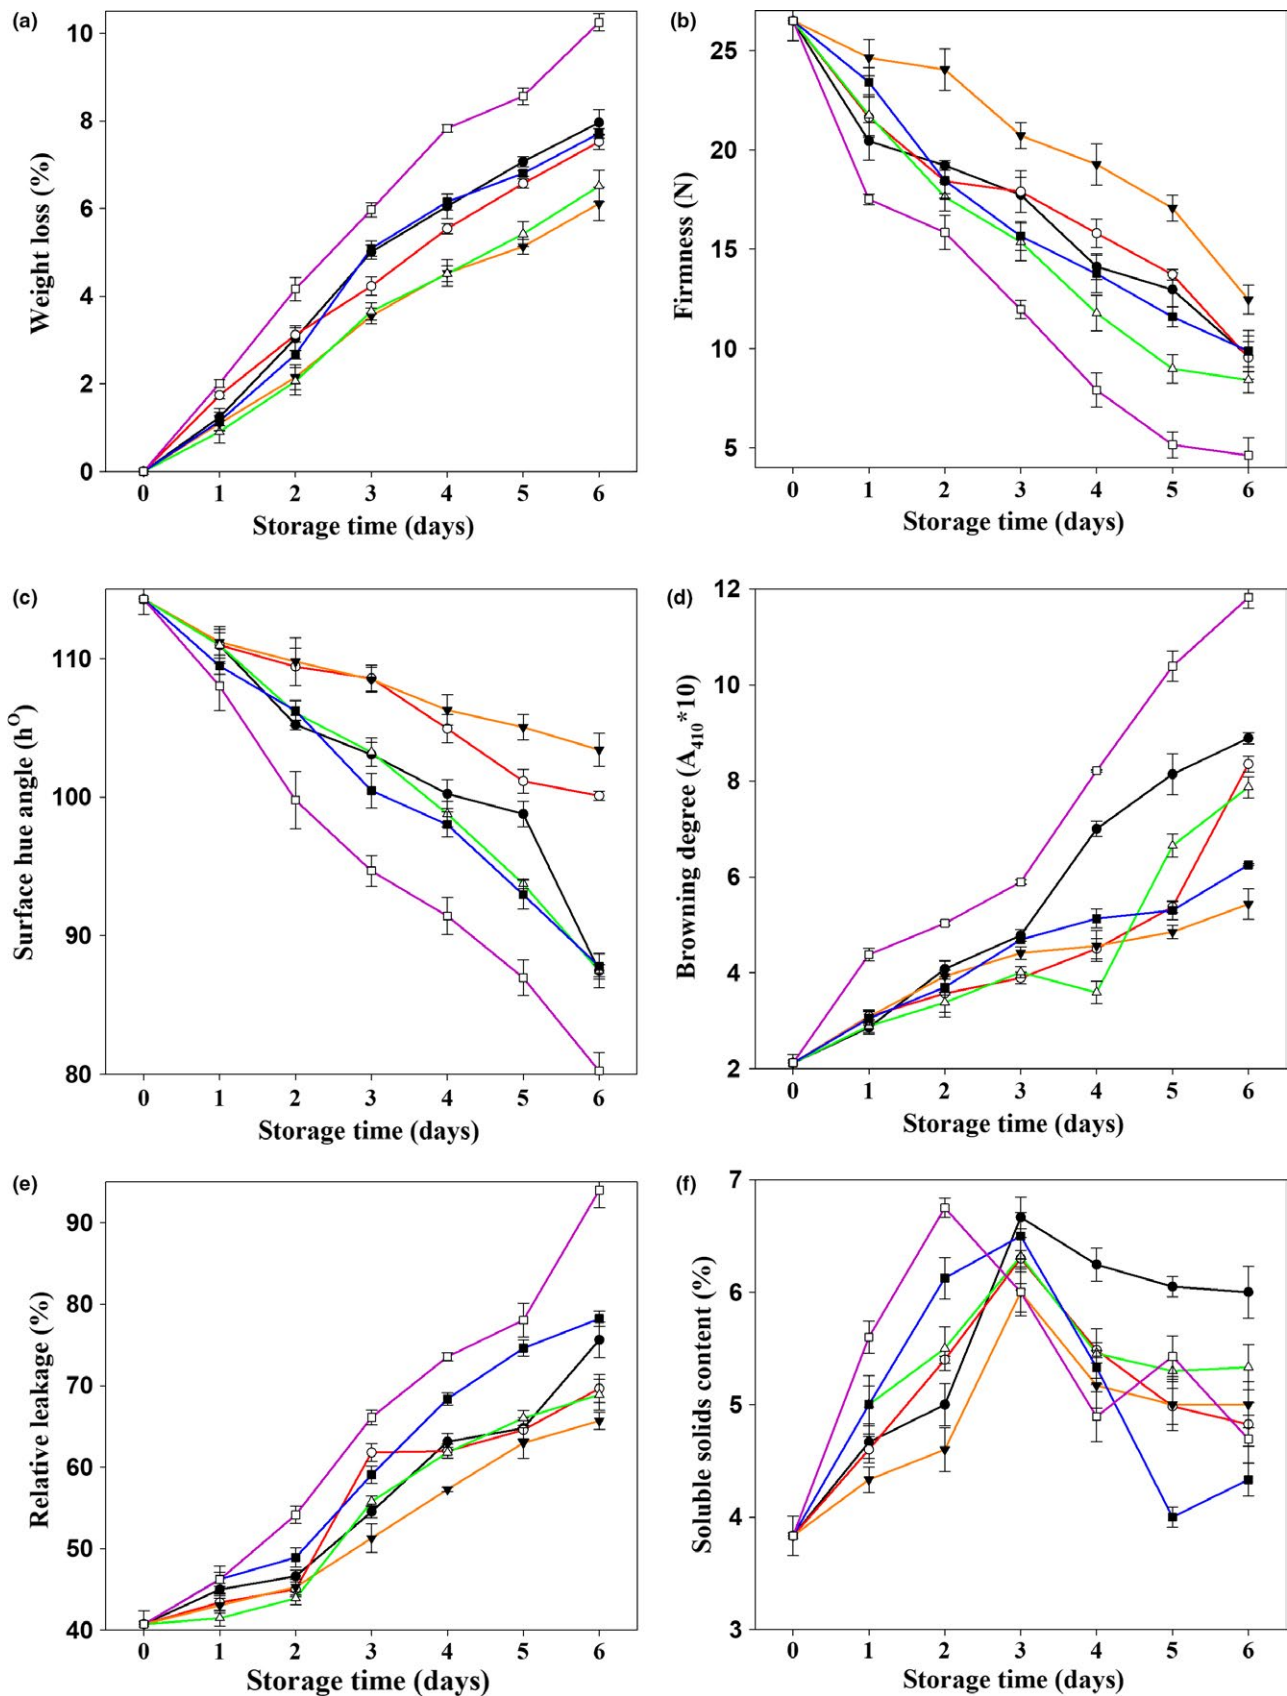 (a)
10
8
6
4
2
0
Weight loss (%)
0 1 2 3 4 5 6
Storage time (days)
(b)
25
20
15
10
5
Firmness (N)
0 1 2 3 4 5 6
Storage time (days)
(c)
110
100
90
80
Surface hue angle (h^O)
0 1 2 3 4 5 6
Storage time (days)
(d)
12
10
8
6
4
2
Browning degree (A_410*10)
0 1 2 3 4 5 6
Storage time (days)
(e)
90
80
70
60
50
40
Relative leakage (%)
0 1 2 3 4 5 6
Storage time (days)
(f)
7
6
5
4
3
Soluble solids content (%)
0 1 2 3 4 5 6
Storage time (days)